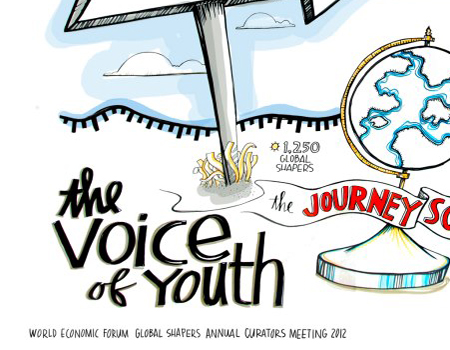 1,250
GLOBAL
SHAPERS
the JOURNEY
the
voice
of Youth
WORLD ECONOMIC FORUM GLOBAL SHAPERS ANNUAL CURATORS MEETING 2012